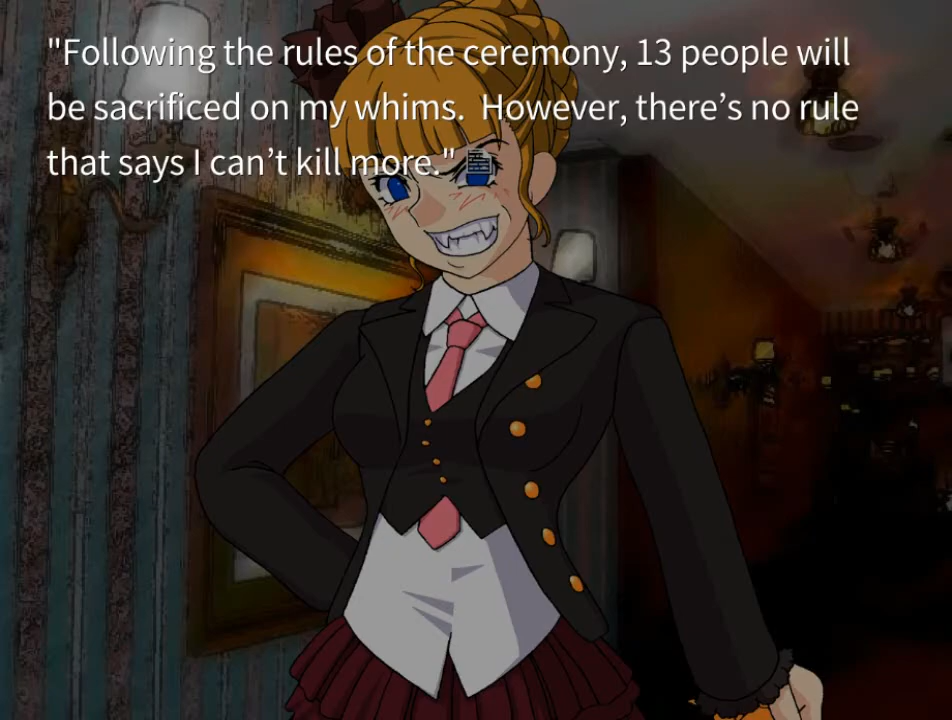 "Following the rules of the ceremony, 13 people will
be sacrificed on my whims.  However, there’s no rule
that says I can’t kill more."